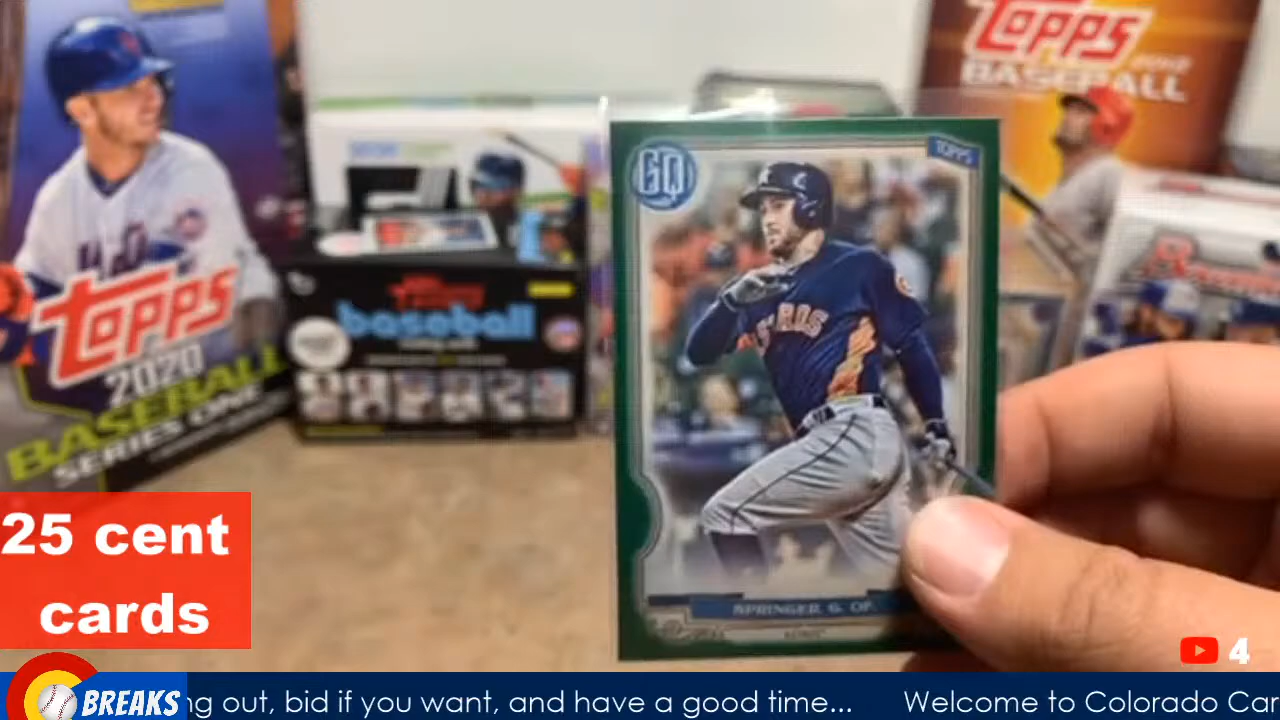 TOPPS
2020
BASEBALL
SERIES ONE
Topps
baseball
TOPPS
BASEBALL
Bowman
GQ
TOPPS
ASTROS
SPRINGER, G. OF.
25 cent
cards
4
BREAKS
ng out, bid if you want, and have a good time... Welcome to Colorado Car